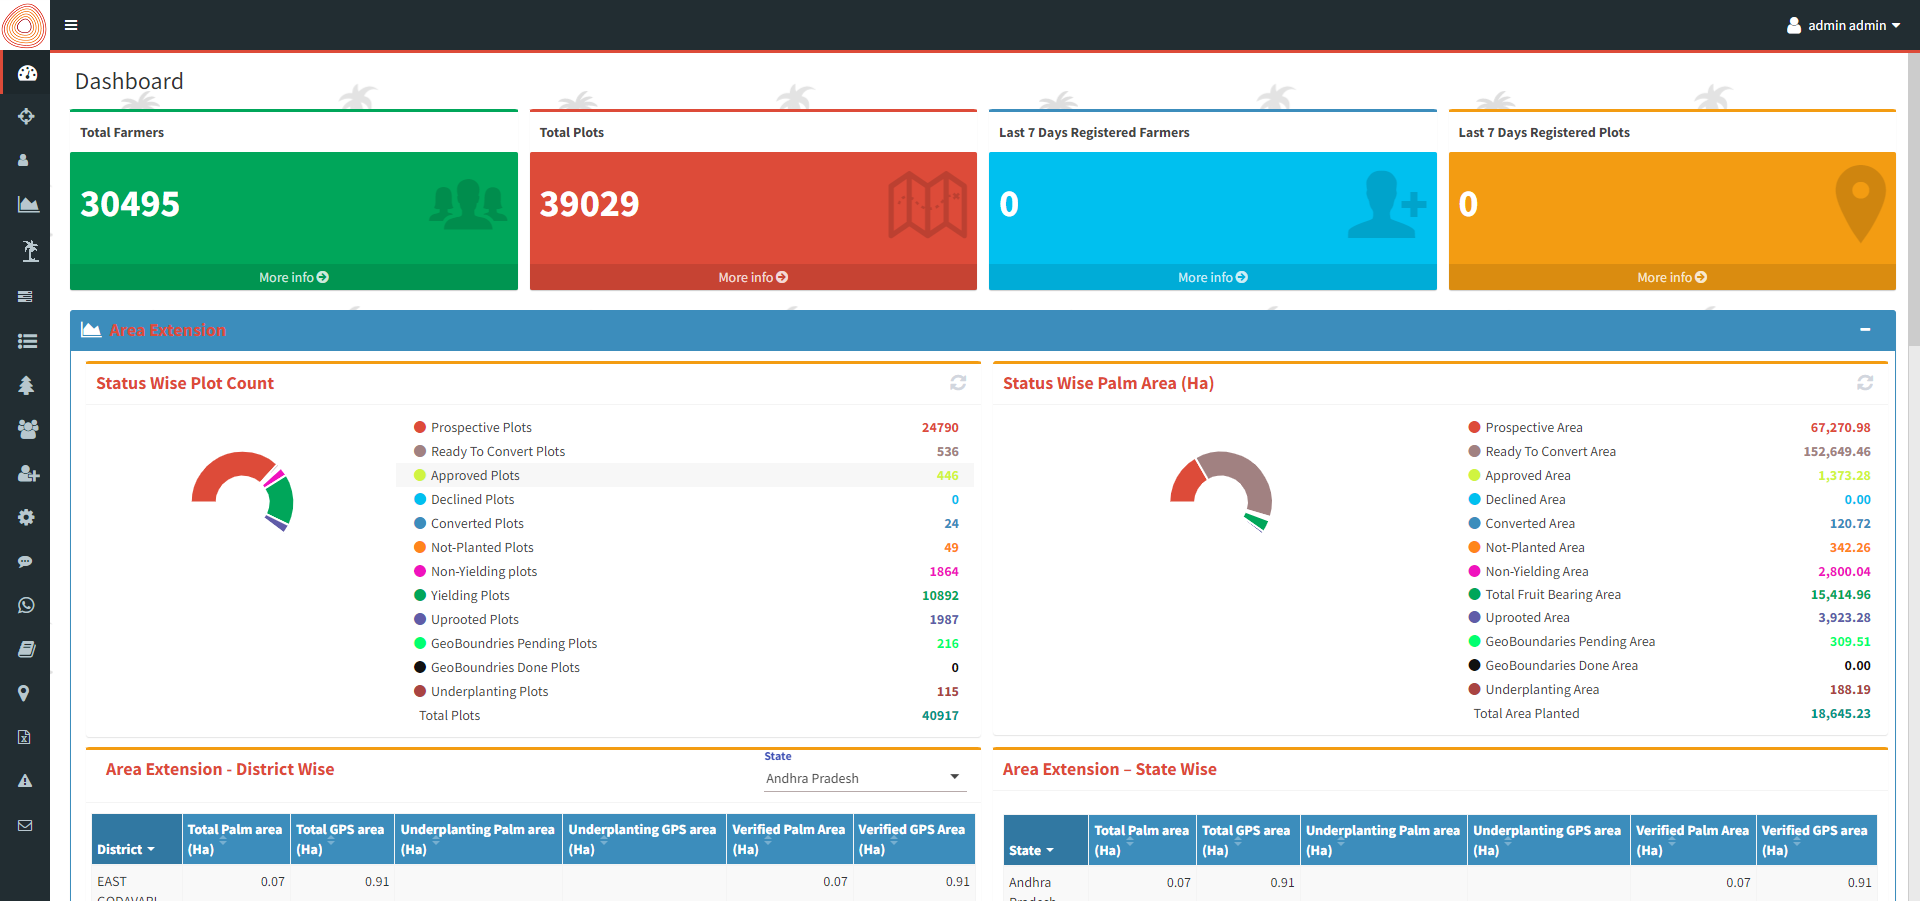 admin admin
Dashboard
Total Farmers
30495
More info
Total Plots
39029
More info
Last 7 Days Registered Farmers
0
More info
Last 7 Days Registered Plots
0
More info
Area Extension
Status Wise Plot Count
Prospective Plots 24790
Ready To Convert Plots 536
Approved Plots 446
Declined Plots 0
Converted Plots 24
Not-Planted Plots 49
Non-Yielding plots 1864
Yielding Plots 10892
Uprooted Plots 1987
GeoBoundries Pending Plots 216
GeoBoundries Done Plots 0
Underplanting Plots 115
Total Plots 40917
Status Wise Palm Area (Ha)
Prospective Area 67,270.98
Ready To Convert Area 152,649.46
Approved Area 1,373.28
Declined Area 0.00
Converted Area 120.72
Not-Planted Area 342.26
Non-Yielding Area 2,800.04
Total Fruit Bearing Area 15,414.96
Uprooted Area 3,923.28
GeoBoundaries Pending Area 309.51
GeoBoundaries Done Area 0.00
Underplanting Area 188.19
Total Area Planted 18,645.23
Area Extension - District Wise
State
Andhra Pradesh
District Total Palm area (Ha) Total GPS area (Ha) Underplanting Palm area (Ha) Underplanting GPS area (Ha) Verified Palm Area (Ha) Verified GPS Area (Ha)
EAST GODAVARI 0.07 0.91 0.07 0.91
Area Extension – State Wise
State Total Palm area (Ha) Total GPS area (Ha) Underplanting Palm area (Ha) Underplanting GPS area (Ha) Verified Palm Area (Ha) Verified GPS area (Ha)
Andhra Pradesh 0.07 0.91 0.07 0.91